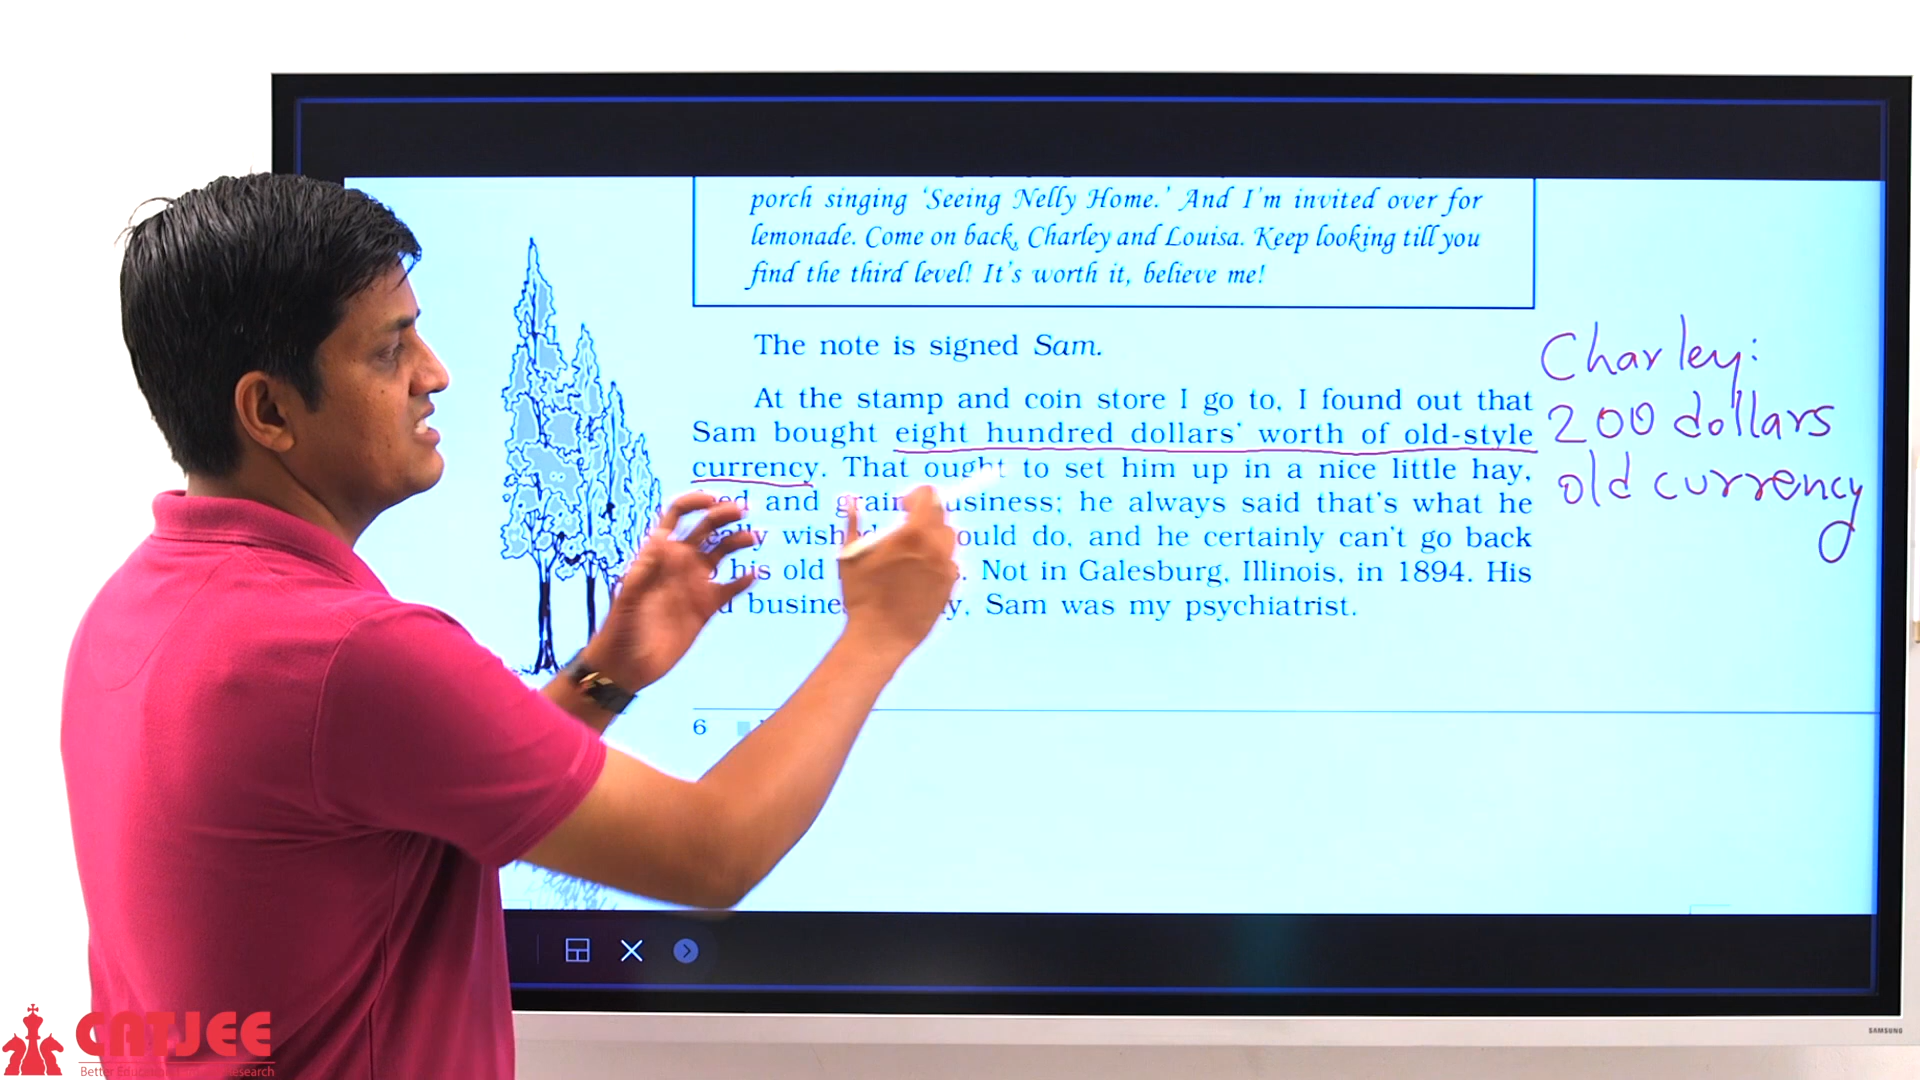 porch singing ‘Seeing Nelly Home.’ And I’m invited over for
lemonade. Come on back, Charley and Louisa. Keep looking till you
find the third level! It’s worth it, believe me!
The note is signed Sam.
At the stamp and coin store I go to, I found out that
Sam bought eight hundred dollars’ worth of old-style
currency. That ought to set him up in a nice little hay,
and grain business; he always said that’s what he
wished could do, and he certainly can’t go back
his old Not in Galesburg, Illinois, in 1894. His
Sam was my psychiatrist.
6
Charley:
200 dollars
old currency
SAMSUNG
CATJEE
Better